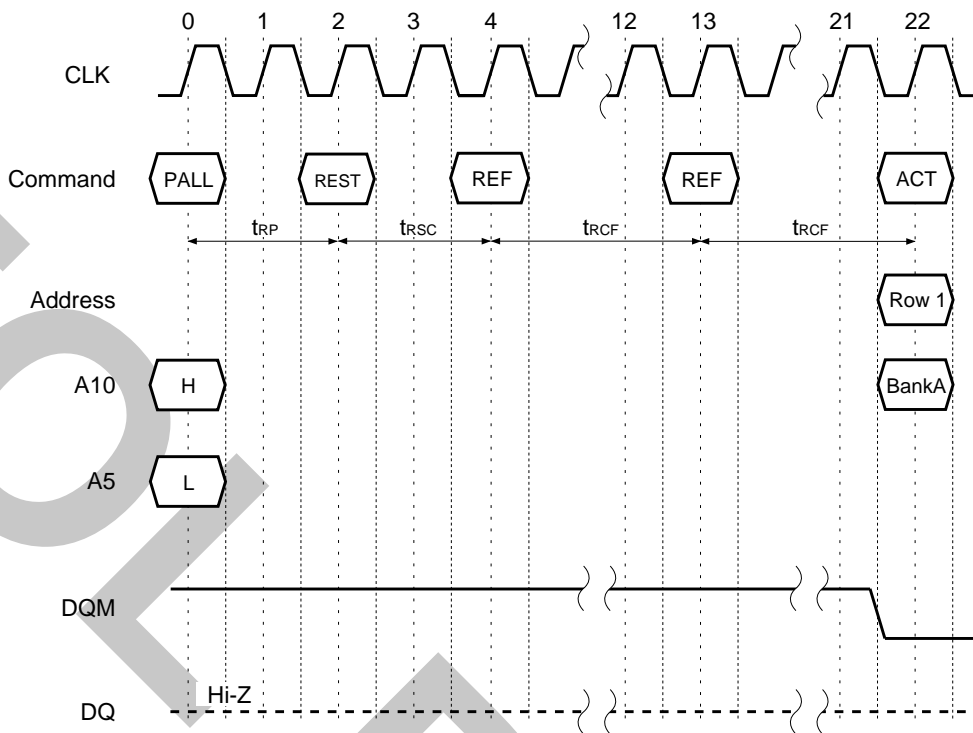 0 1 2 3 4 12 13 21 22
CLK
Command PALL REST REF REF ACT
tRP tRSC tRCF tRCF
Address Row 1
A10 H BankA
A5 L
DQM
Hi-Z
DQ